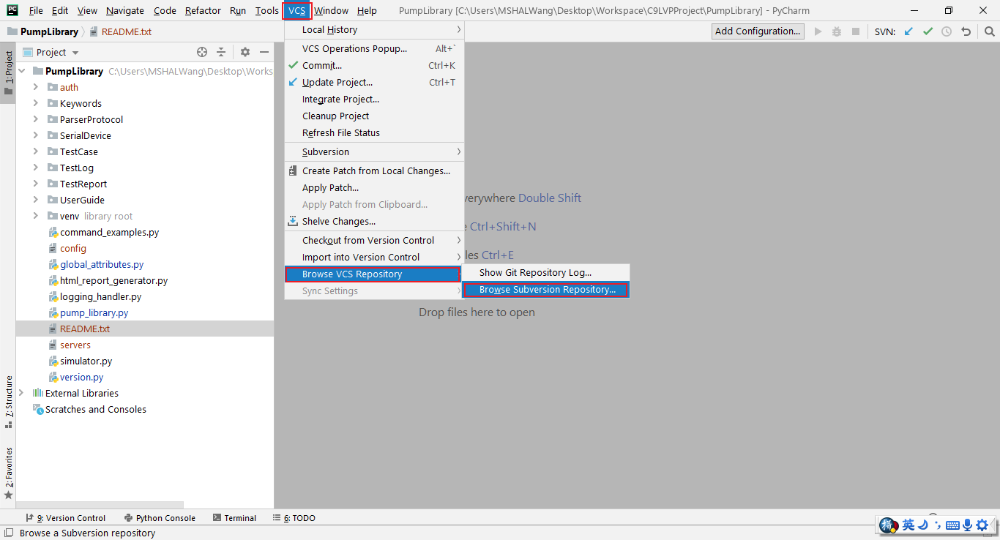 PC File Edit View Navigate Code Refactor Run Tools VCS Window Help PumpLibrary [C:\Users\MSHALWang\Desktop\Workspace\C9LVPProject\PumpLibrary] - PyCharm
PumpLibrary README.txt Add Configuration... SVN:
1: Project
Project
PumpLibrary C:\Users\MSHALWang\Desktop\Works
auth
Keywords
ParserProtocol
SerialDevice
TestCase
TestLog
TestReport
UserGuide
venv library root
command_examples.py
config
global_attributes.py
html_report_generator.py
logging_handler.py
pump_library.py
README.txt
servers
simulator.py
version.py
External Libraries
Scratches and Consoles
Local History
VCS Operations Popup... Alt+`
Commit... Ctrl+K
Update Project... Ctrl+T
Integrate Project...
Cleanup Project
Refresh File Status
Subversion
Create Patch from Local Changes...
Apply Patch...
Apply Patch from Clipboard...
Shelve Changes...
Checkout from Version Control
Import into Version Control
Browse VCS Repository
Sync Settings
Show Git Repository Log...
Browse Subversion Repository...
verywhere Double Shift
e Ctrl+Shift+N
les Ctrl+E
Drop files here to open
7: Structure
2: Favorites
9: Version Control Python Console Terminal 6: TODO
Browse a Subversion repository
拼 英